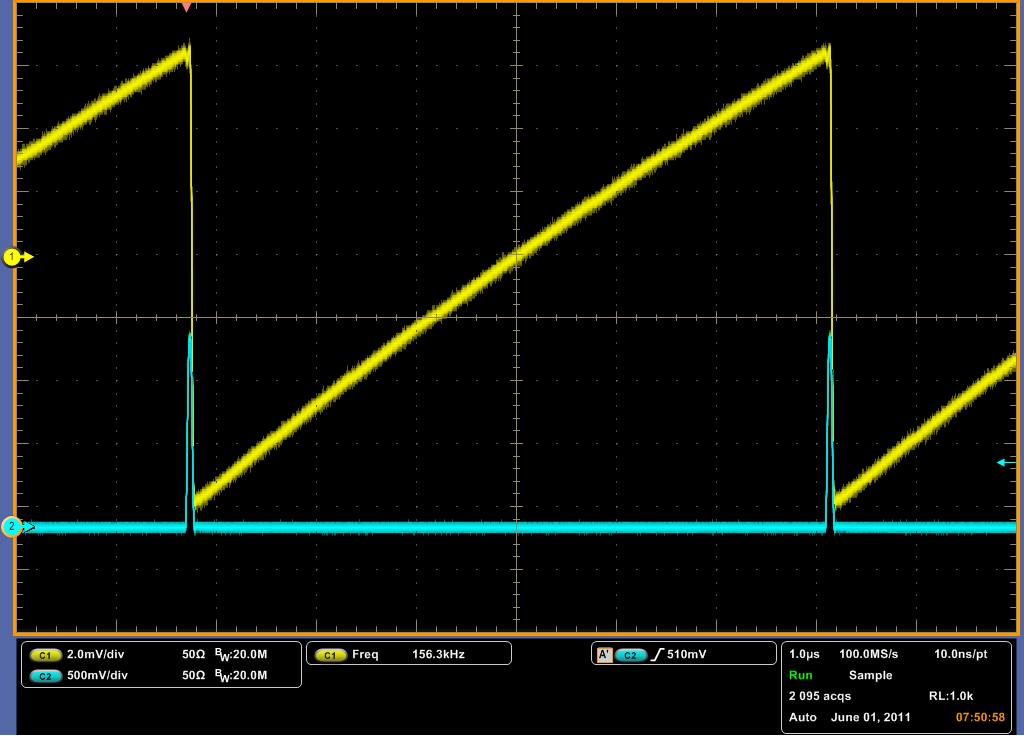 1
2
C1 2.0mV/div 50Ω BW:20.0M
C2 500mV/div 50Ω BW:20.0M
C1 Freq 156.3kHz
A' C2 510mV
1.0µs 100.0MS/s 10.0ns/pt
Run Sample
2 095 acqs RL:1.0k
Auto June 01, 2011 07:50:58